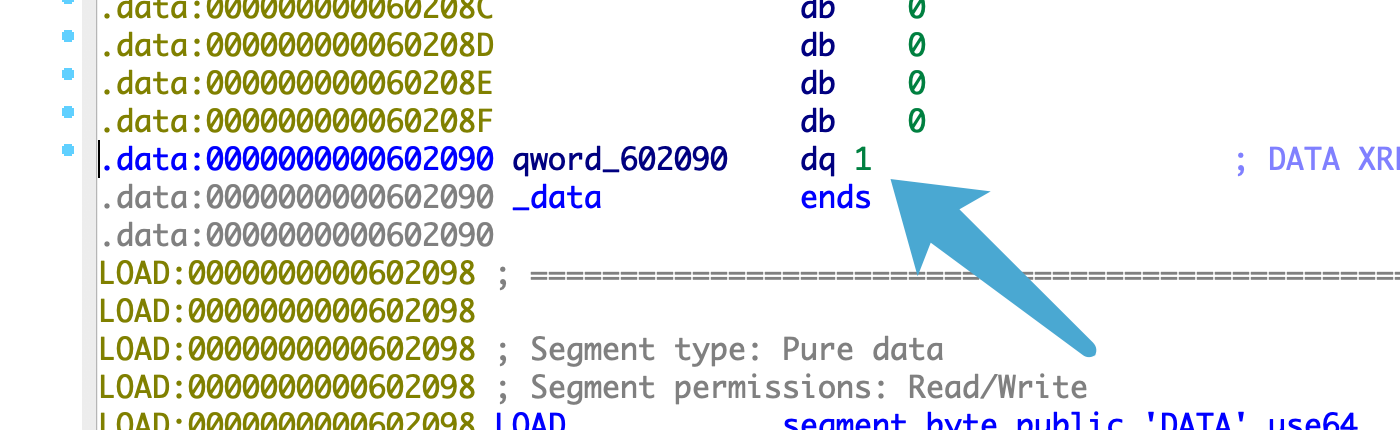 .data:000000000060208C db 0
.data:000000000060208D db 0
.data:000000000060208E db 0
.data:000000000060208F db 0
.data:0000000000602090 qword_602090 dq 1 ; DATA XRE
.data:0000000000602090 _data ends
.data:0000000000602090
LOAD:0000000000602098 ; ================================================
LOAD:0000000000602098
LOAD:0000000000602098 ; Segment type: Pure data
LOAD:0000000000602098 ; Segment permissions: Read/Write
LOAD:0000000000602098 LOAD segment byte public 'DATA' use64